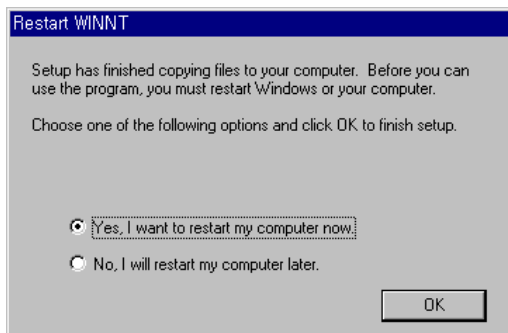 Restart WINNT
Setup has finished copying files to your computer.  Before you can
use the program, you must restart Windows or your computer.
Choose one of the following options and click OK to finish setup.
Yes, I want to restart my computer now.
No, I will restart my computer later.
OK